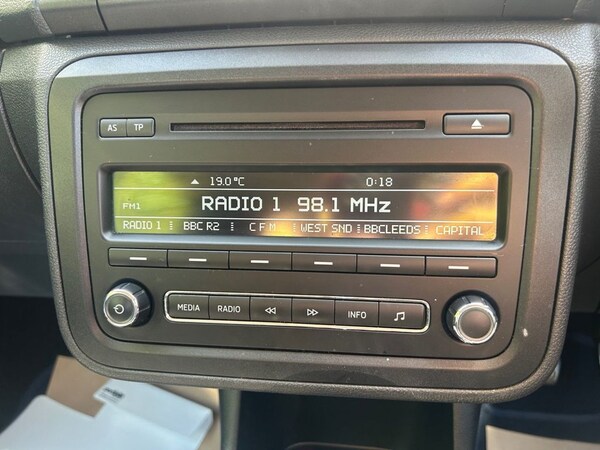 AS TP
19.0°C 0:18
RADIO 1 98.1 MHz
FM1
RADIO 1 BBC R2 C F M WEST SND BBCLEEDS CAPITAL
MEDIA RADIO INFO